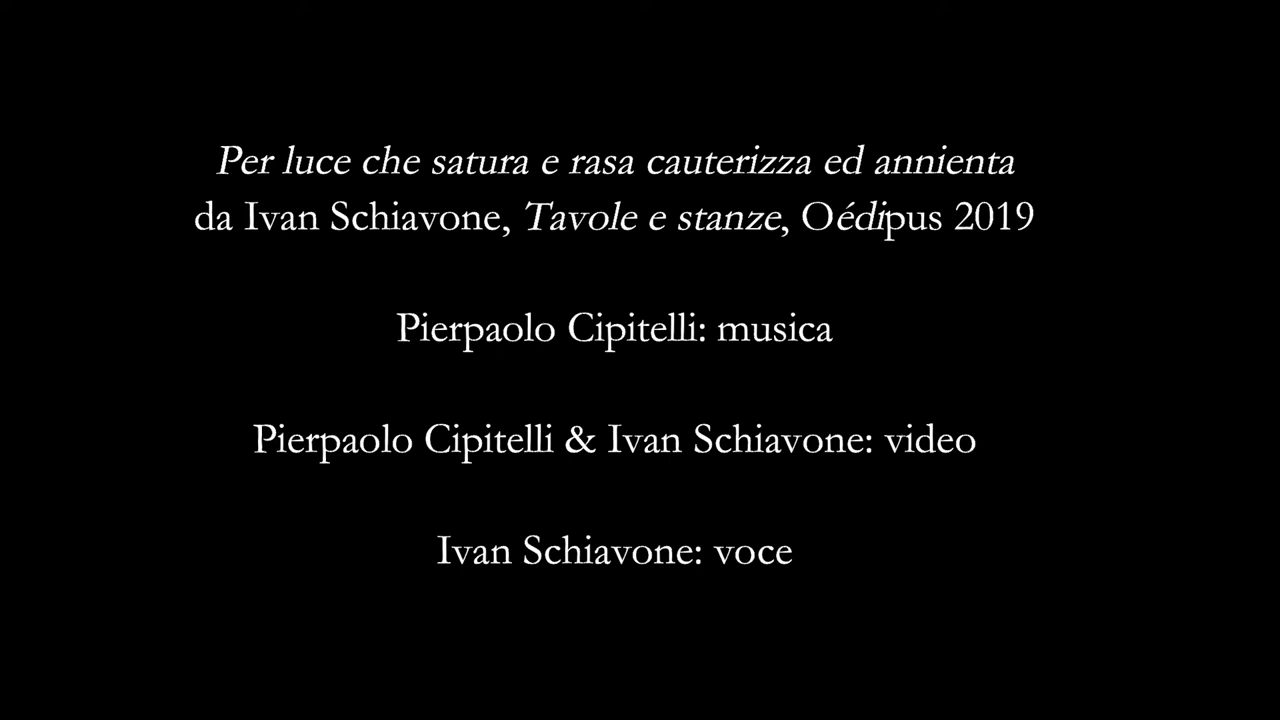 Per luce che satura e rasa cauterizza ed annienta
da Ivan Schiavone, Tavole e stanze, Oédipus 2019
Pierpaolo Cipitelli: musica
Pierpaolo Cipitelli & Ivan Schiavone: video
Ivan Schiavone: voce